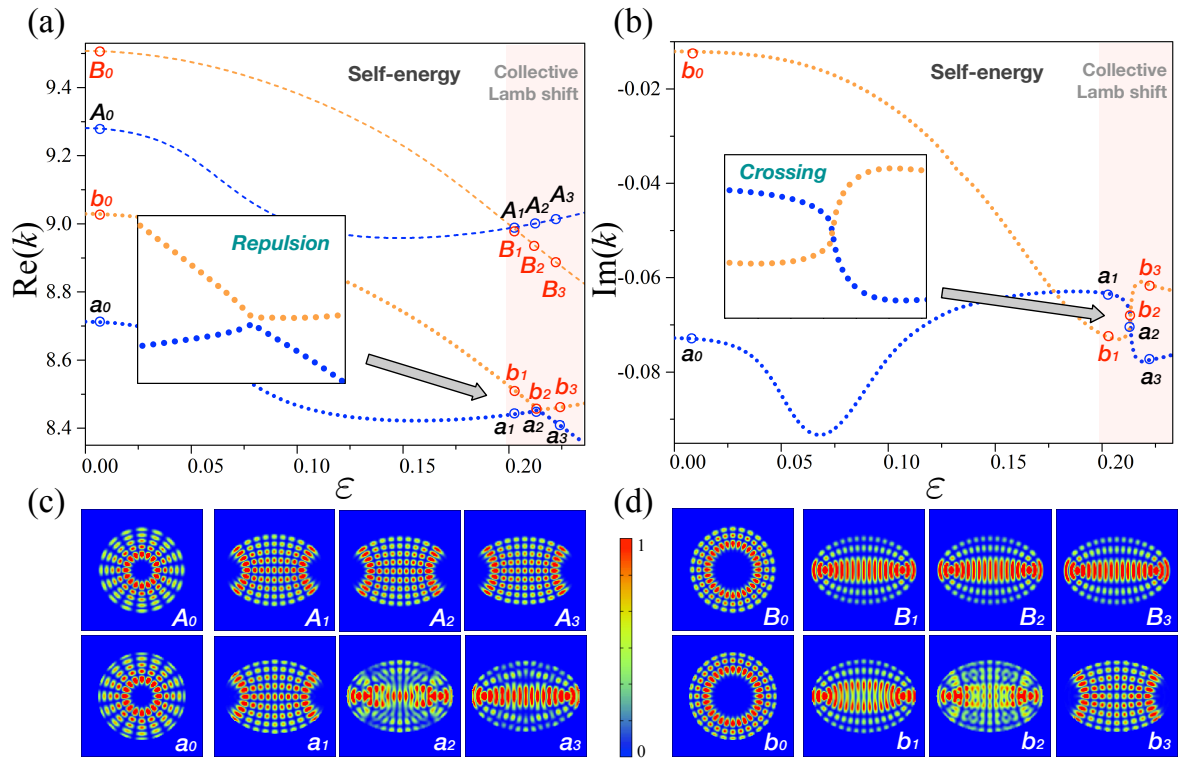 (a)
(b)
Re(k)
9.4
9.2
9.0
8.8
8.6
8.4
0.00
0.05
0.10
0.15
0.20
ε
B0
A0
b0
a0
Self-energy
Collective
Lamb shift
Repulsion
A1
A2
A3
B1
B2
B3
b1
b2
b3
a1
a2
a3
Im(k)
-0.02
-0.04
-0.06
-0.08
0.00
0.05
0.10
0.15
0.20
ε
b0
a0
Self-energy
Collective
Lamb shift
Crossing
a1
b3
b2
a2
b1
a3
(c)
(d)
A0
A1
A2
A3
a0
a1
a2
a3
1
0
B0
B1
B2
B3
b0
b1
b2
b3